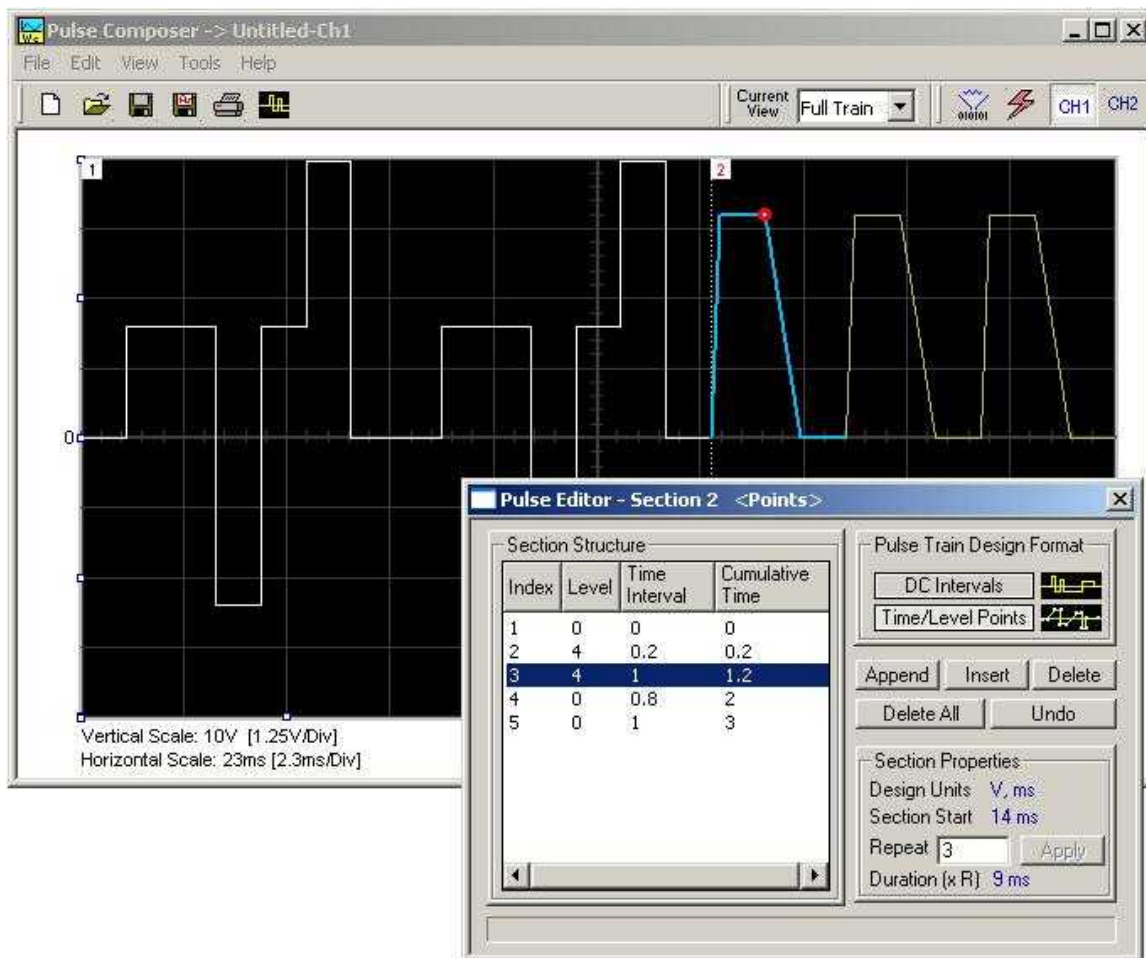 Pulse Composer -> Untitled-Ch1
File Edit View Tools Help
Current View Full Train
010101
CH1 CH2
1
2
0
Vertical Scale: 10V [1.25V/Div]
Horizontal Scale: 23ms [2.3ms/Div]
Pulse Editor - Section 2 <Points>
Section Structure
Index Level Time Interval Cumulative Time
1 0 0 0
2 4 0.2 0.2
3 4 1 1.2
4 0 0.8 2
5 0 1 3
Pulse Train Design Format
DC Intervals
Time/Level Points
Append Insert Delete
Delete All Undo
Section Properties
Design Units V, ms
Section Start 14 ms
Repeat 3 Apply
Duration (x R) 9 ms